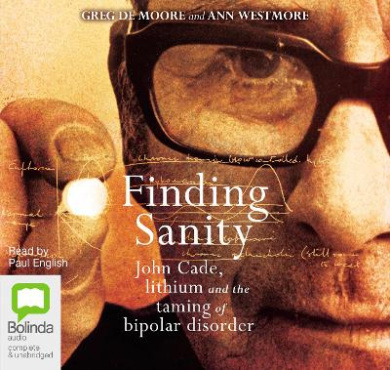 GREG DE MOORE and ANN WESTMORE
Finding
Sanity
John Cade,
lithium and the
taming of
bipolar disorder
Read by
Paul English
Bolinda
audio
complete
& unabridged